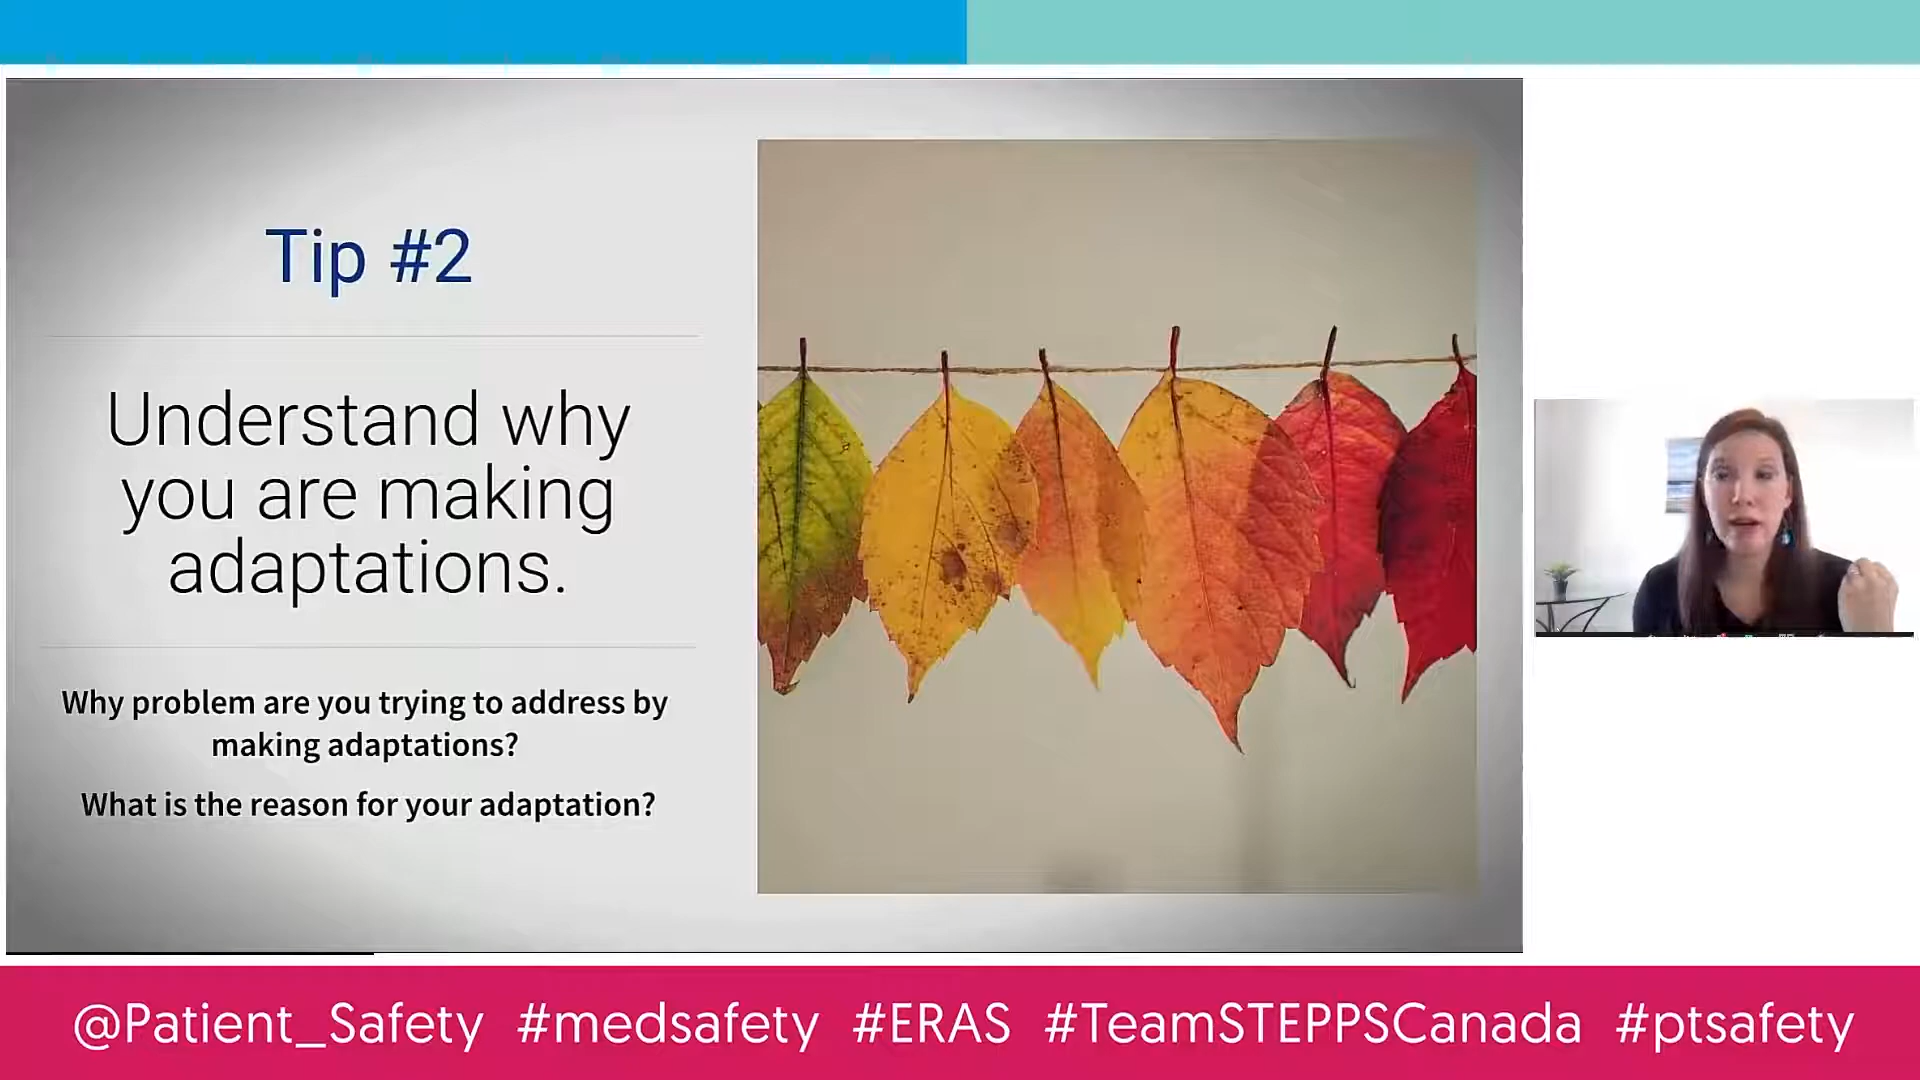 Tip #2
Understand why
you are making
adaptations.
Why problem are you trying to address by
making adaptations?
What is the reason for your adaptation?
@Patient_Safety #medsafety #ERAS #TeamSTEPPSCanada #ptsafety